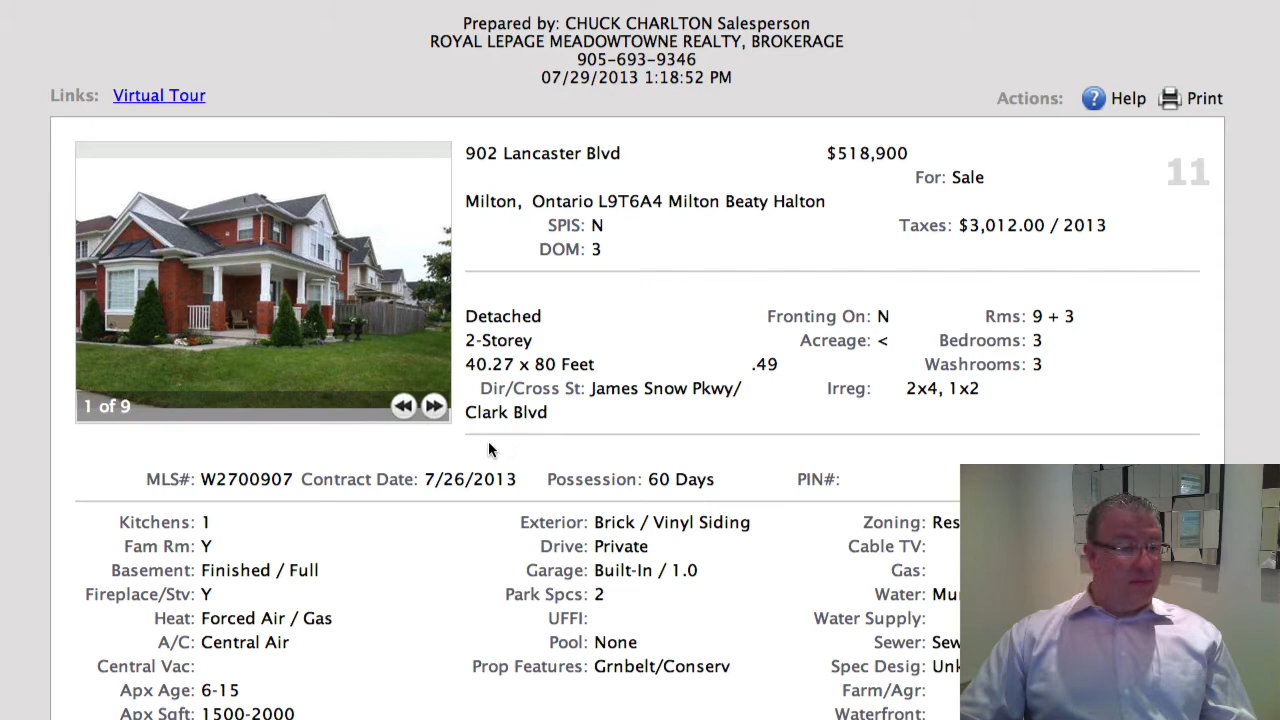 Prepared by: CHUCK CHARLTON Salesperson
ROYAL LEPAGE MEADOWTOWNE REALTY, BROKERAGE
905-693-9346
07/29/2013 1:18:52 PM
Links: Virtual Tour
Actions: ? Help Print
902 Lancaster Blvd $518,900
11
For: Sale
Milton, Ontario L9T6A4 Milton Beaty Halton
SPIS: N Taxes: $3,012.00 / 2013
DOM: 3
Detached Fronting On: N Rms: 9 + 3
2-Storey Acreage: < Bedrooms: 3
40.27 x 80 Feet .49 Washrooms: 3
Dir/Cross St: James Snow Pkwy/ Irreg: 2x4, 1x2
Clark Blvd
1 of 9
MLS#: W2700907 Contract Date: 7/26/2013 Possession: 60 Days PIN#:
Kitchens: 1 Exterior: Brick / Vinyl Siding Zoning: Res
Fam Rm: Y Drive: Private Cable TV:
Basement: Finished / Full Garage: Built-In / 1.0 Gas:
Fireplace/Stv: Y Park Spcs: 2 Water: Mu
Heat: Forced Air / Gas UFFI: Water Supply:
A/C: Central Air Pool: None Sewer: Sew
Central Vac: Prop Features: Grnbelt/Conserv Spec Desig: Unk
Apx Age: 6-15 Farm/Agr:
Apx Sqft: 1500-2000 Waterfront: